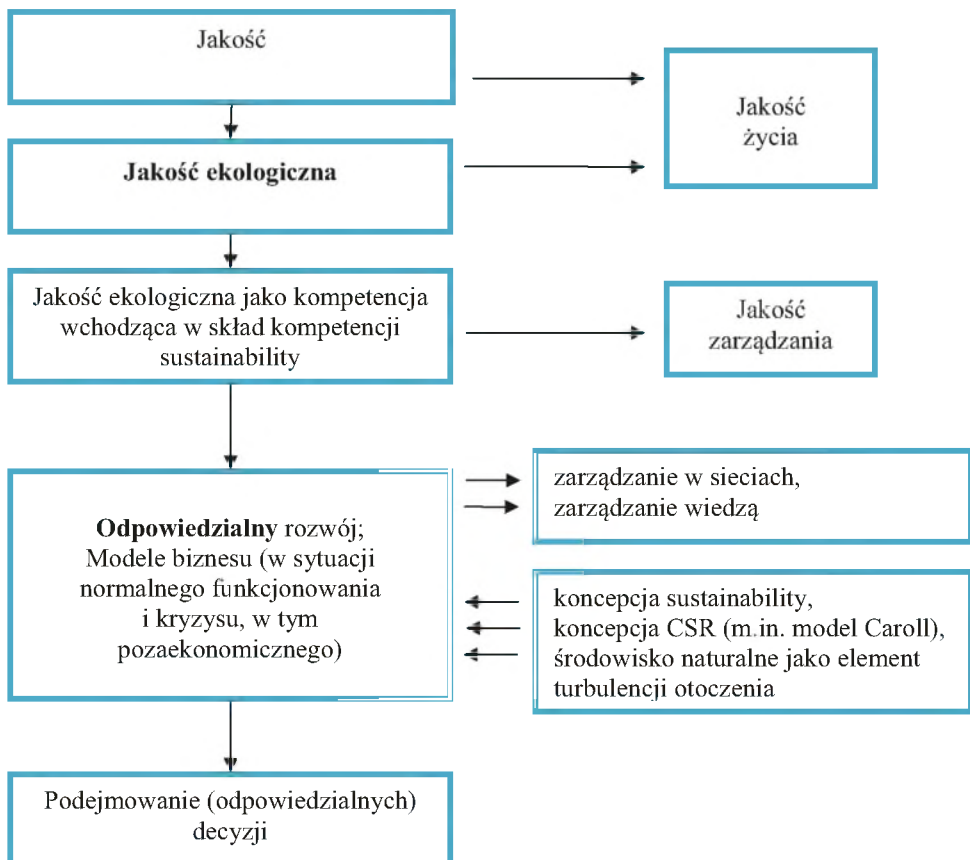 Jakość
Jakość
życia
Jakość ekologiczna
Jakość ekologiczna jako kompetencja
wchodząca w skład kompetencji
sustainability
Jakość
zarządzania
zarządzanie w sieciach,
zarządzanie wiedzą
Odpowiedzialny rozwój;
Modele biznesu (w sytuacji
normalnego funkcjonowania
i kryzysu, w tym
pozaekonomicznego)
koncepcja sustainability,
koncepcja CSR (m.in. model Caroll),
środowisko naturalne jako element
turbulencji otoczenia
Podejmowanie (odpowiedzialnych)
decyzji